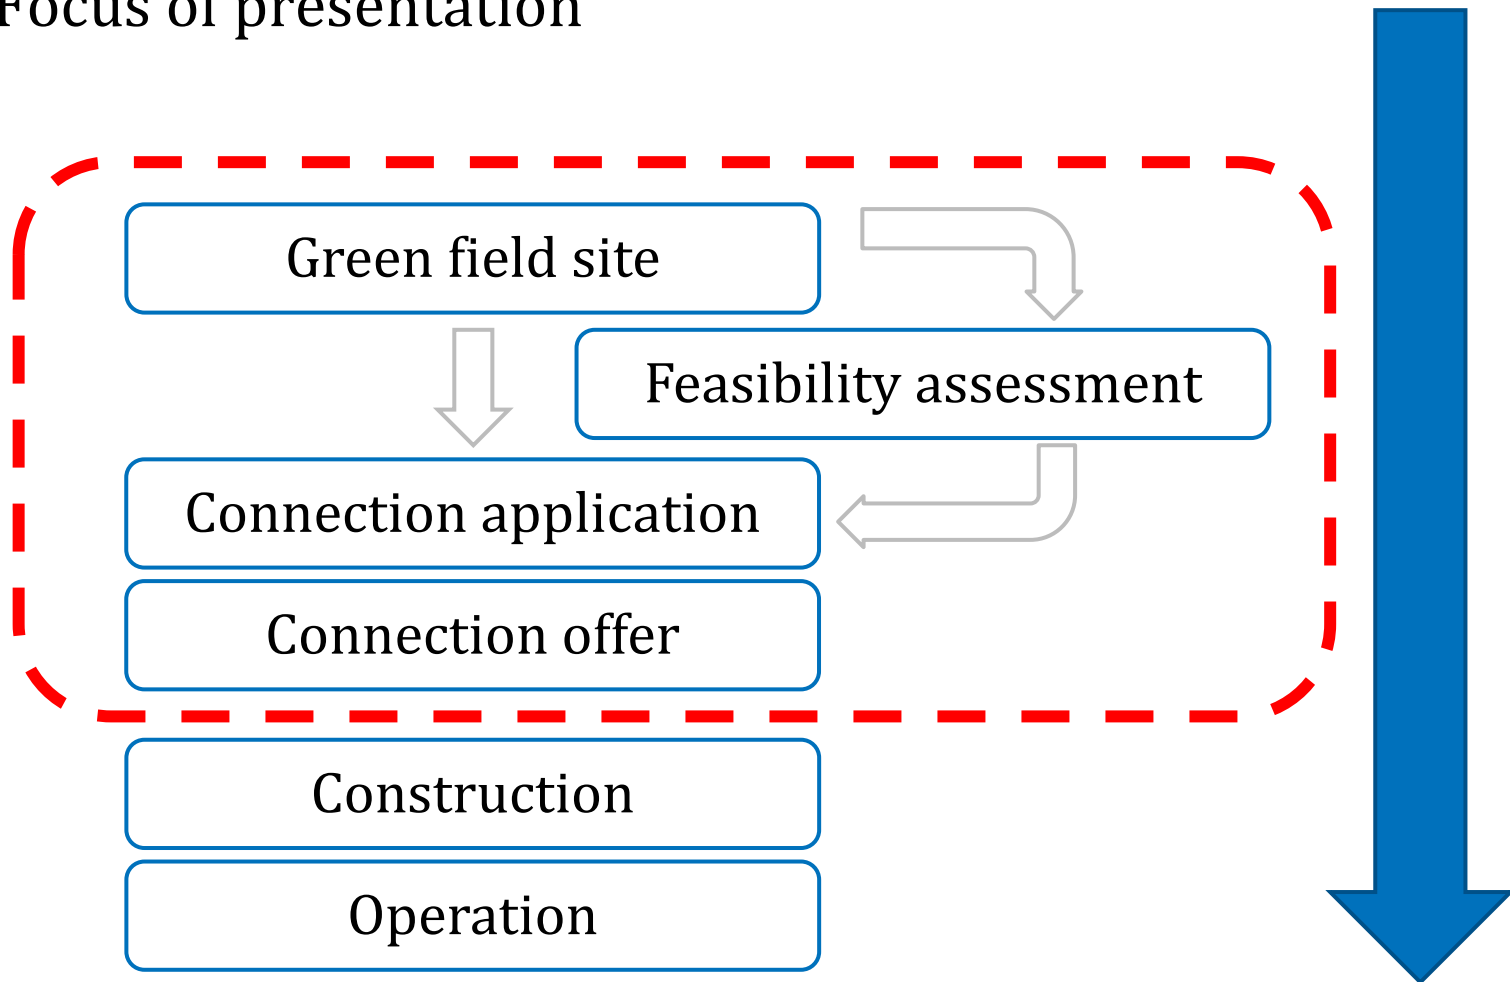 Focus of presentation
Green field site
Feasibility assessment
Connection application
Connection offer
Construction
Operation